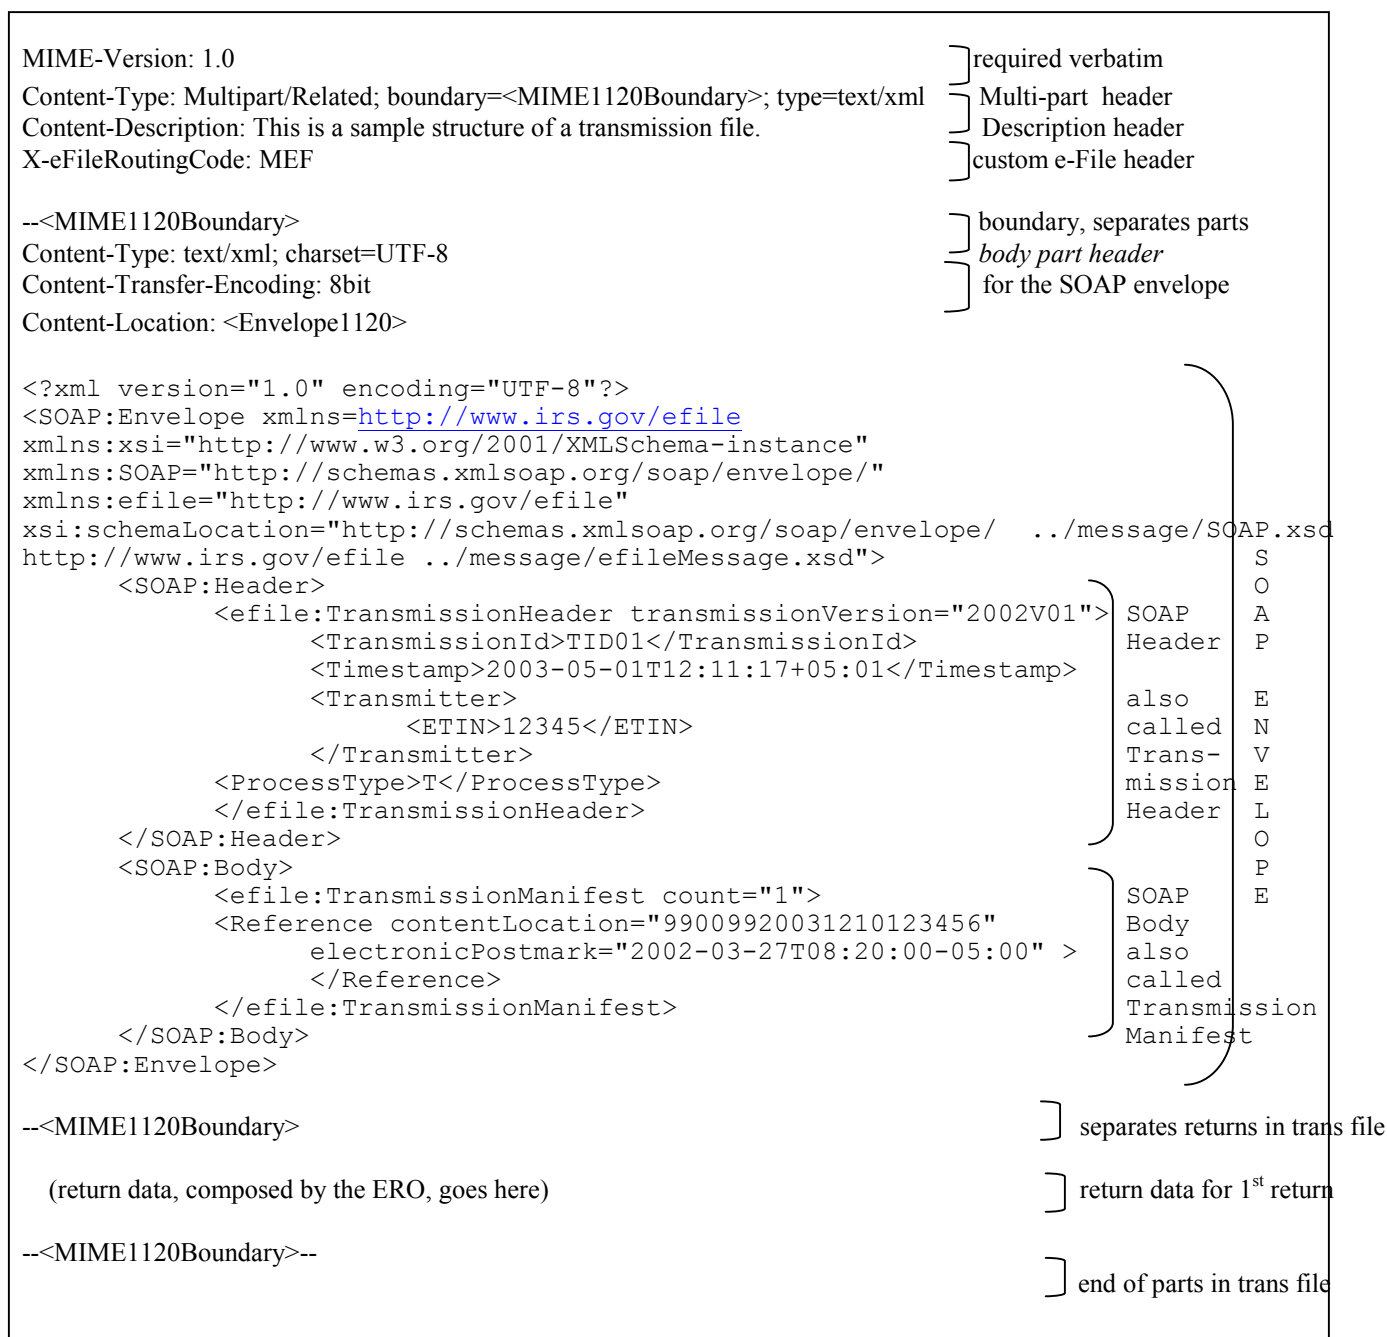 MIME-Version: 1.0 required verbatim
Content-Type: Multipart/Related; boundary=<MIME1120Boundary>; type=text/xml Multi-part header
Content-Description: This is a sample structure of a transmission file. Description header
X-eFileRoutingCode: MEF custom e-File header
--<MIME1120Boundary> boundary, separates parts
Content-Type: text/xml; charset=UTF-8 body part header
Content-Transfer-Encoding: 8bit for the SOAP envelope
Content-Location: <Envelope1120>
<?xml version="1.0" encoding="UTF-8"?>
<SOAP:Envelope xmlns=http://www.irs.gov/efile
xmlns:xsi="http://www.w3.org/2001/XMLSchema-instance"
xmlns:SOAP="http://schemas.xmlsoap.org/soap/envelope/"
xmlns:efile="http://www.irs.gov/efile"
xsi:schemaLocation="http://schemas.xmlsoap.org/soap/envelope/ ../message/SOAP.xsd
http://www.irs.gov/efile ../message/efileMessage.xsd"> S
<SOAP:Header> O
<efile:TransmissionHeader transmissionVersion="2002V01"> SOAP A
<TransmissionId>TID01</TransmissionId> Header P
<Timestamp>2003-05-01T12:11:17+05:01</Timestamp>
<Transmitter> also E
<ETIN>12345</ETIN> called N
</Transmitter> Trans- V
<ProcessType>T</ProcessType> mission E
</efile:TransmissionHeader> Header L
</SOAP:Header> O
<SOAP:Body> P
<efile:TransmissionManifest count="1"> SOAP E
<Reference contentLocation="99009920031210123456" Body
electronicPostmark="2002-03-27T08:20:00-05:00" > also
</Reference> called
</efile:TransmissionManifest> Transmission
</SOAP:Body> Manifest
</SOAP:Envelope>
--<MIME1120Boundary> separates returns in trans file
(return data, composed by the ERO, goes here) return data for 1st return
--<MIME1120Boundary>--
end of parts in trans file